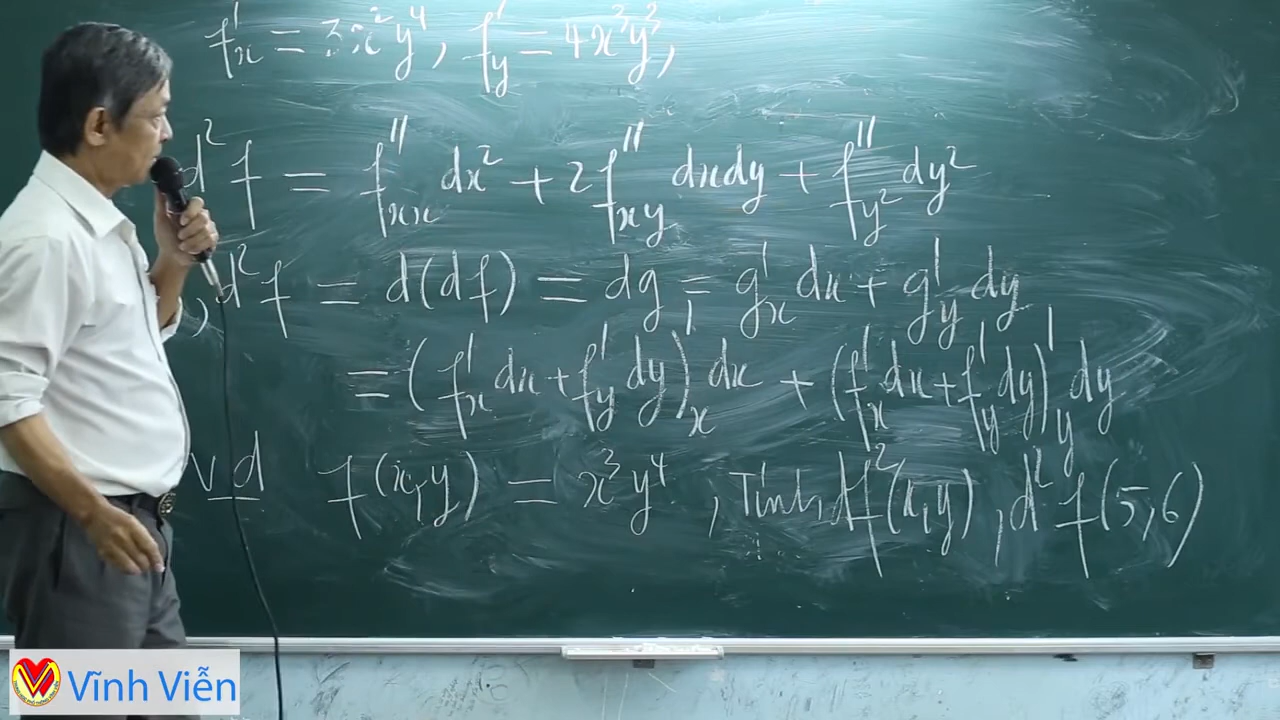 f'x = 3x²y⁴, f'y = 4x³y³,
d²f = f''xx dx² + 2f''xy dxdy + f''y² dy²
, d²f = d(df) = dg = g'x dx + g'y dy
= (f'x dx + f'y dy)'x dx + (f'x dx + f'y dy)'y dy
Vd f(x,y) = x³y⁴ , Tính d²f(x,y), d²f(5,6)
Vĩnh Viễn